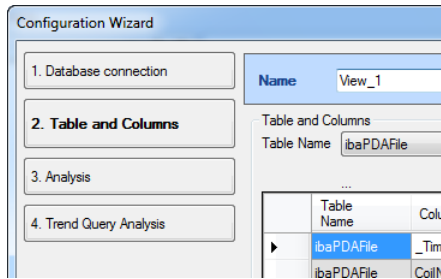 Configuration Wizard
1. Database connection
2. Table and Columns
3. Analysis
4. Trend Query Analysis
Name View_1
Table and Columns
Table Name ibaPDAFile
...
Table
Name
ibaPDAFile
ibaPDAFile